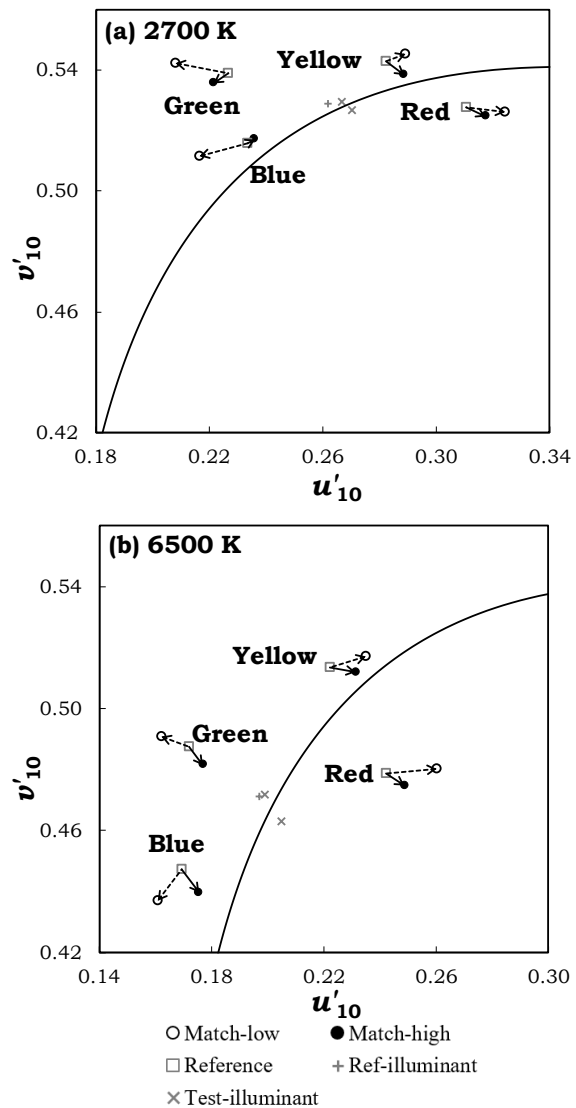 (a) 2700 K
0.54
Yellow
Green
Red
0.50
Blue
v'10
0.46
0.42
0.18 0.22 0.26 0.30 0.34
u'10
(b) 6500 K
0.54
Yellow
0.50
Green
Red
v'10
0.46
Blue
0.42
0.14 0.18 0.22 0.26 0.30
u'10
Match-low Match-high
Reference Ref-illuminant
Test-illuminant